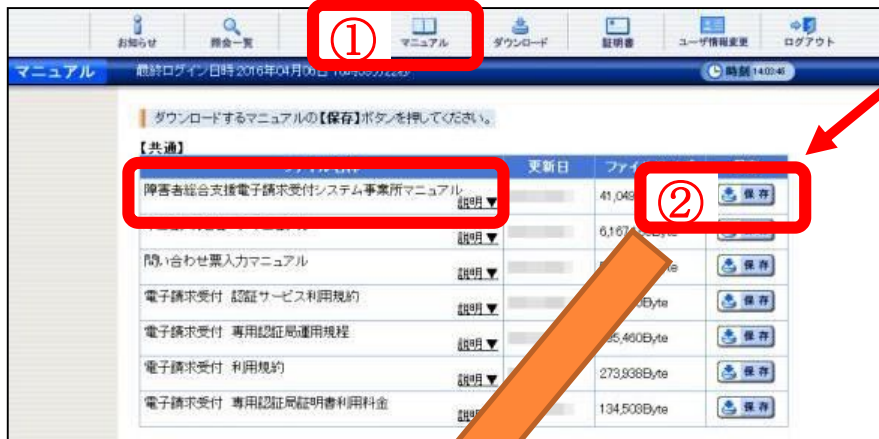 お知らせ 照会一覧 ① マニュアル ダウンロード 証明書 ユーザ情報変更 ログアウト
マニュアル 最終ログイン日時 2016年04月06日 時刻 14:00:46
ダウンロードするマニュアルの【保存】ボタンを押してください。
【共通】
更新日
障害者総合支援電子請求受付システム事業所マニュアル 説明▼ 41,049 ② 保存
説明▼
問い合わせ票入力マニュアル 説明▼ 保存
電子請求受付 認証サービス利用規約 説明▼ Byte 保存
電子請求受付 専用認証局運用規程 説明▼ 5,460Byte 保存
電子請求受付 利用規約 説明▼ 273,938Byte 保存
電子請求受付 専用認証局証明書利用料金 説明 134,503Byte 保存